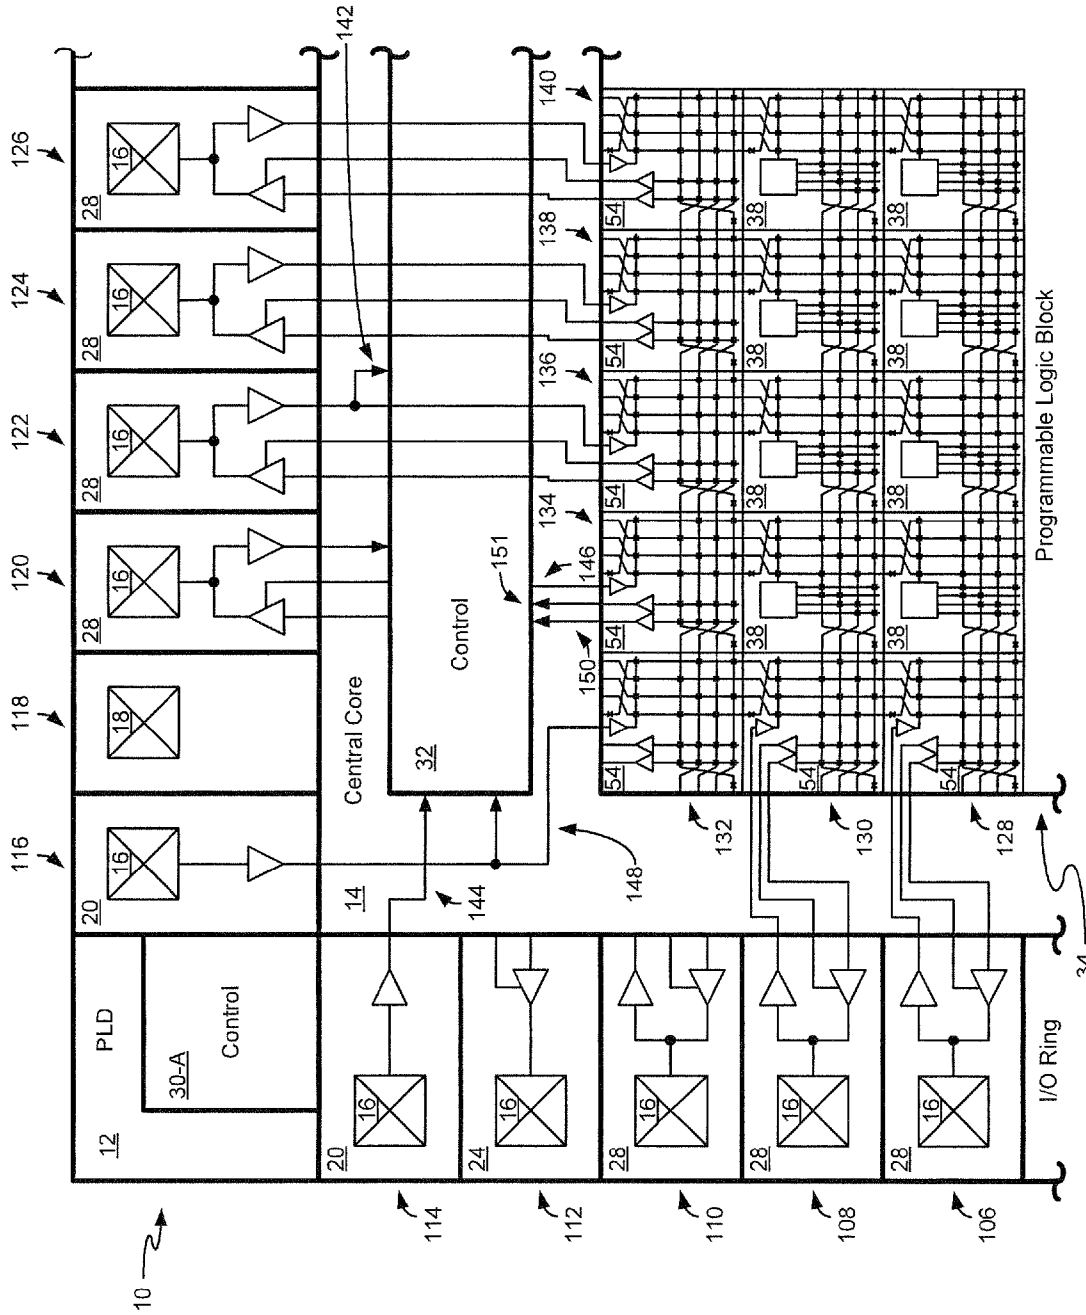 116 118 120 122 124 126
10
12
PLD
20 28 28 28 28
16 18 16 16 16 16
30-A
Control
20
14
Central Core
142
16
114
32
Control
24
144
16
151
134 136 138 140
112
150
146
28
54 54 54 54 54
148
16
110
132
28
38 38 38 38
16
54
108
130
28
38 38 38 38
16
54
106
128
I/O Ring
Programmable Logic Block
34